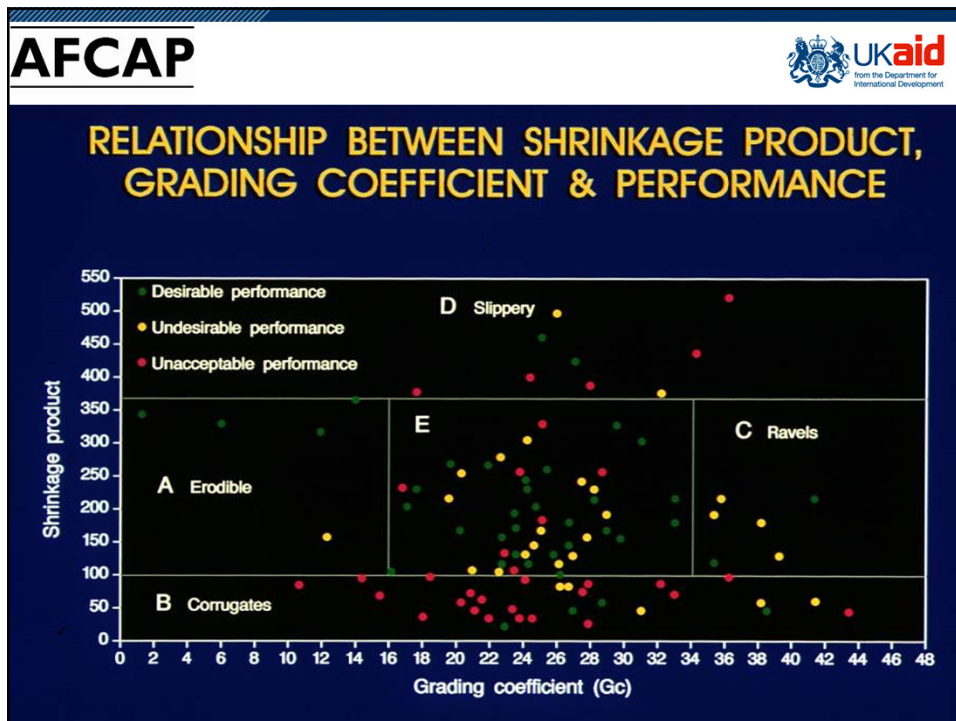 AFCAP
UKaid
from the Department for
International Development
RELATIONSHIP BETWEEN SHRINKAGE PRODUCT,
GRADING COEFFICIENT & PERFORMANCE
550
500
450
400
350
300
250
200
150
100
50
0
Shrinkage product
Desirable performance
Undesirable performance
Unacceptable performance
D Slippery
E
C Ravels
A Erodible
B Corrugates
0 2 4 6 8 10 12 14 16 18 20 22 24 26 28 30 32 34 36 38 40 42 44 46 48
Grading coefficient (Gc)